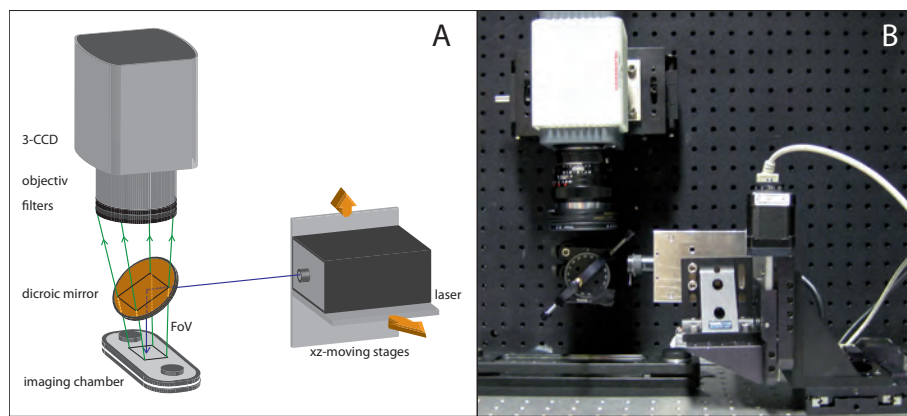 A
B
3-CCD
objectiv
filters
dicroic mirror
laser
FoV
xz-moving stages
imaging chamber